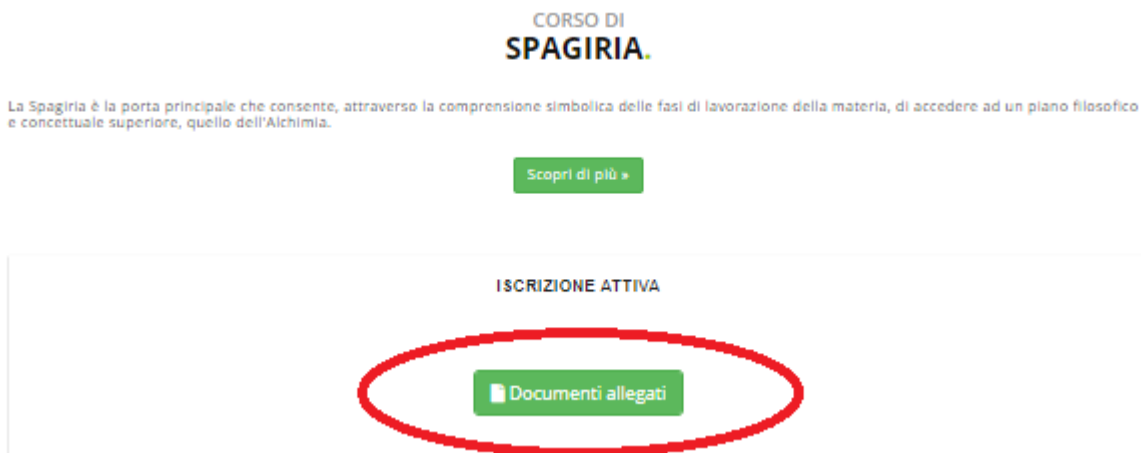 CORSO DI
SPAGIRIA.
La Spagiria è la porta principale che consente, attraverso la comprensione simbolica delle fasi di lavorazione della materia, di accedere ad un piano filosofico
e concettuale superiore, quello dell'Alchimia.
Scopri di più »
ISCRIZIONE ATTIVA
Documenti allegati